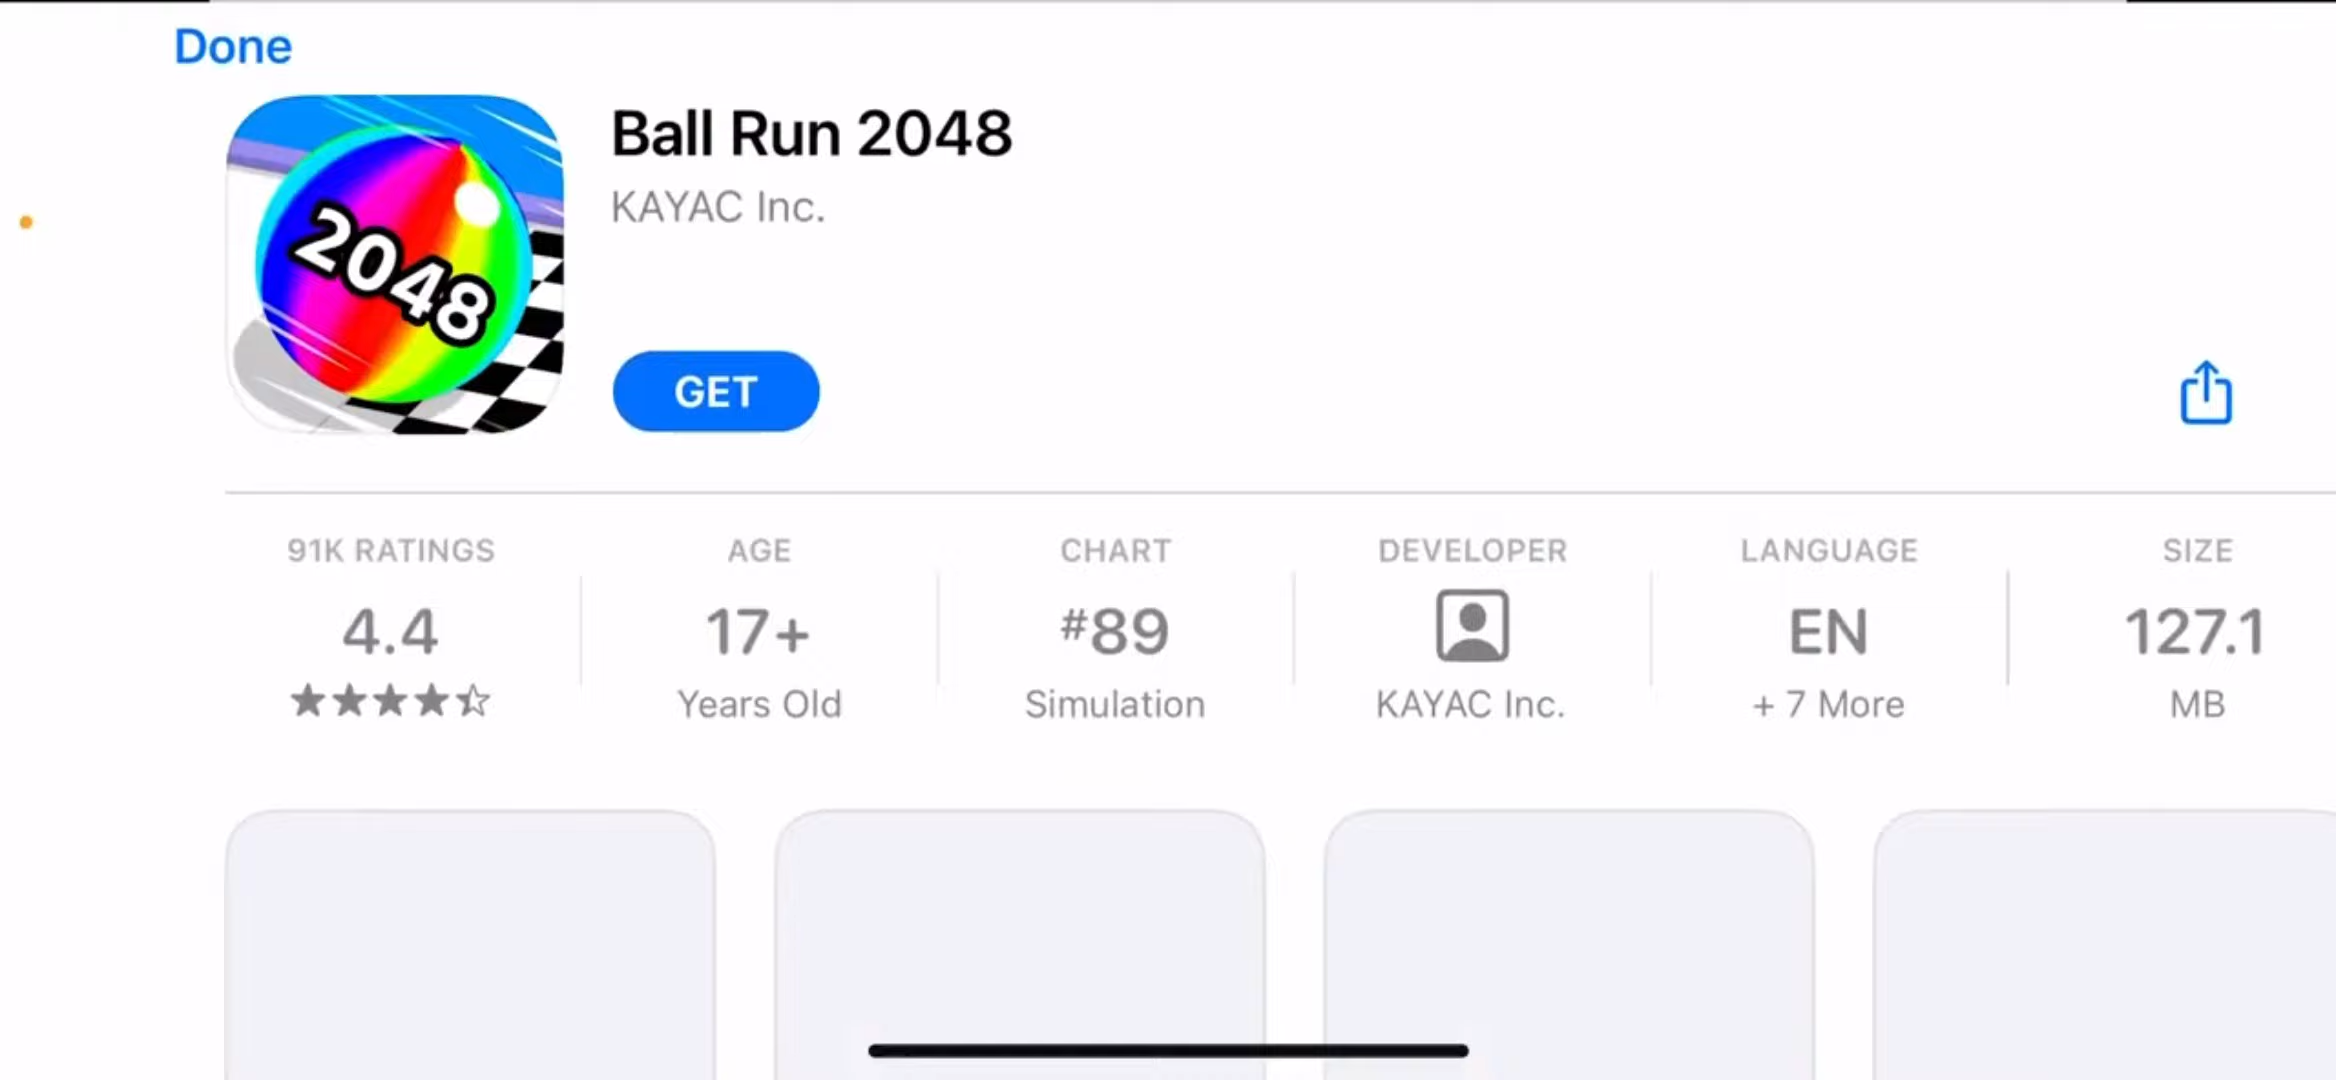 Done
2048
Ball Run 2048
KAYAC Inc.
GET
91K RATINGS
4.4
AGE
17+
Years Old
CHART
#89
Simulation
DEVELOPER
KAYAC Inc.
LANGUAGE
EN
+ 7 More
SIZE
127.1
MB